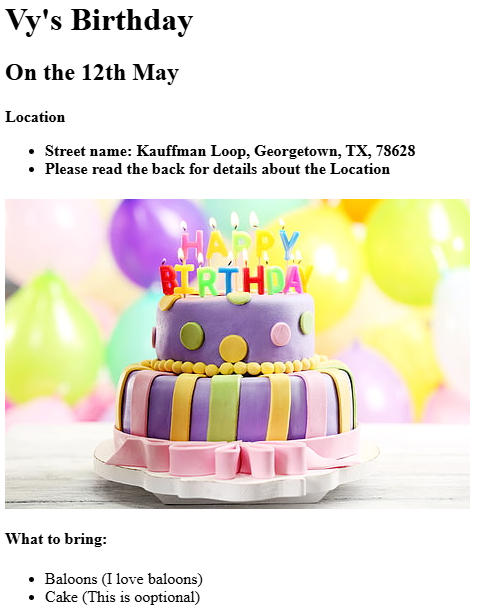 Vy's Birthday
On the 12th May
Location
Street name: Kauffman Loop, Georgetown, TX, 78628
Please read the back for details about the Location
HAPPY
BIRTHDAY
What to bring:
Baloons (I love baloons)
Cake (This is ooptional)